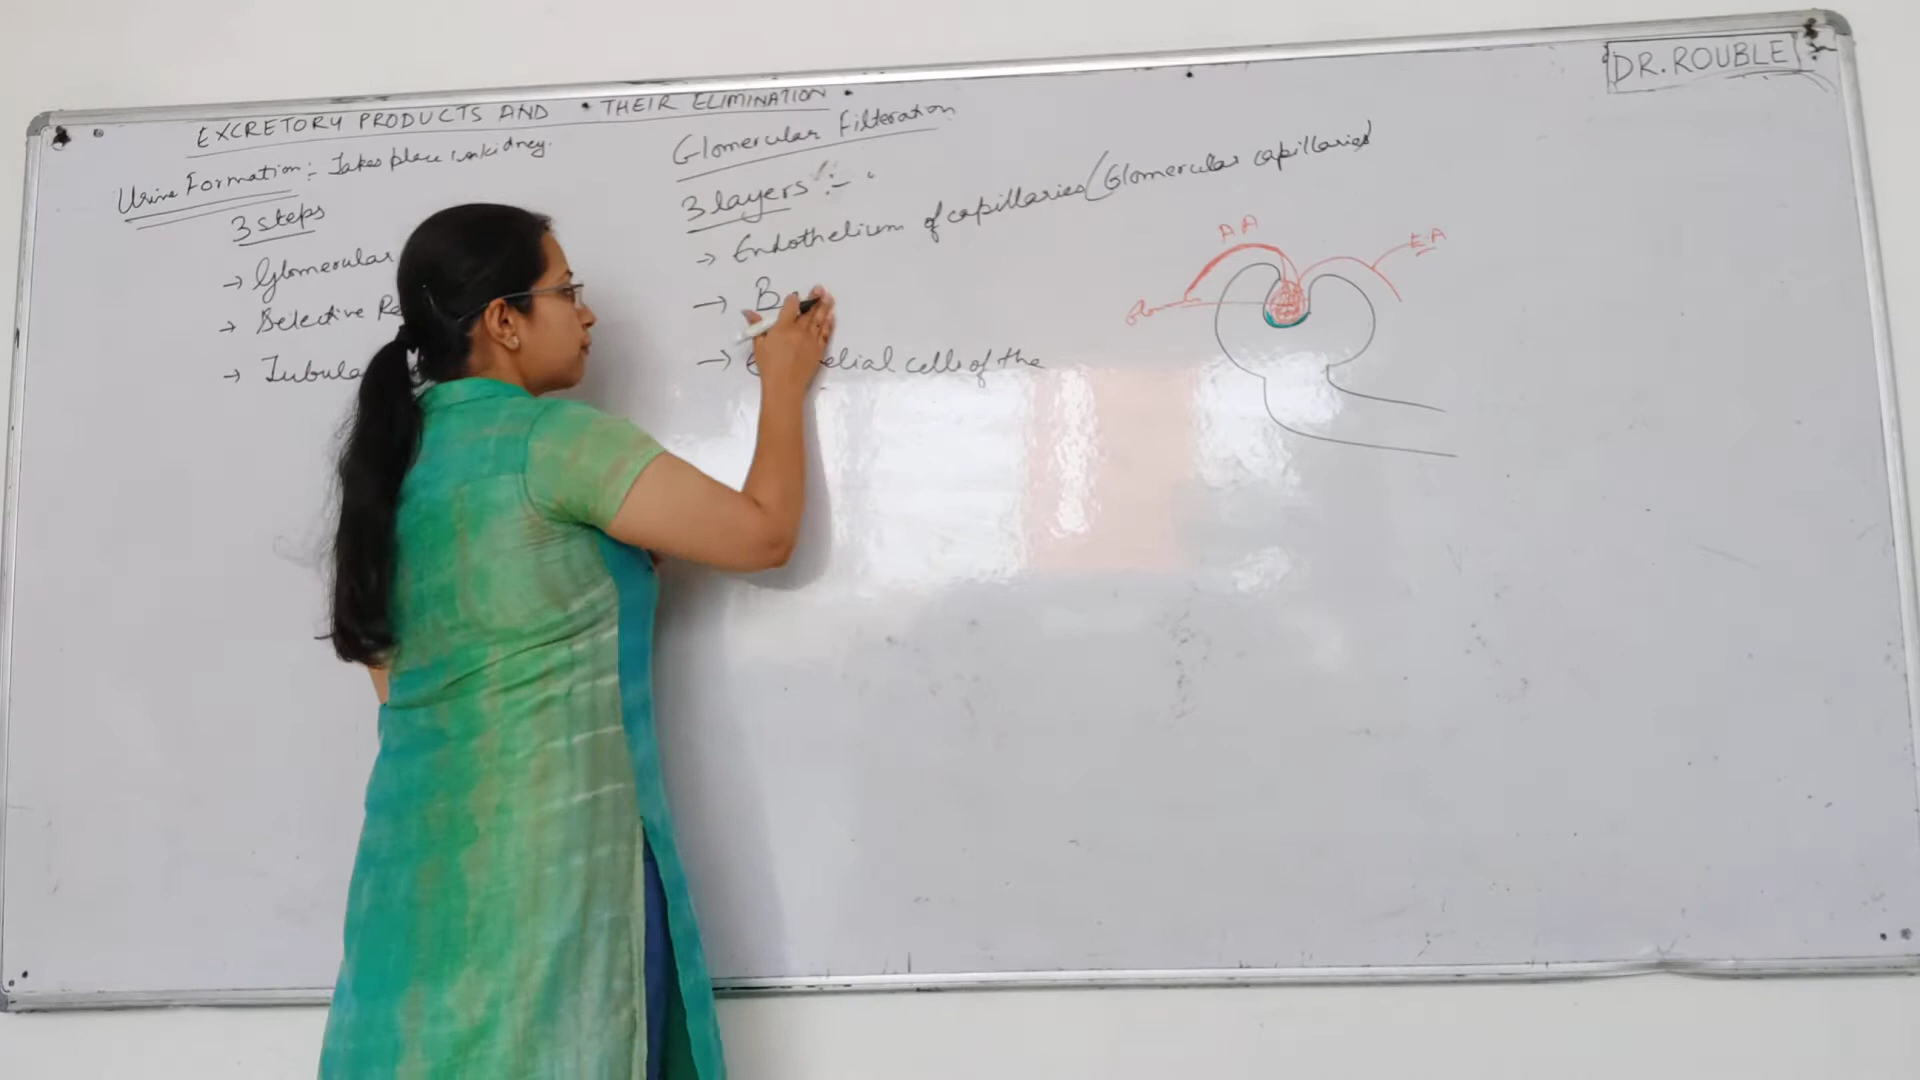 DR. ROUBLE
EXCRETORY PRODUCTS AND • THEIR ELIMINATION •
Urine Formation :- Takes place in kidney.
3 steps
→ Glomerular
→ Selective Re
→ Tubula
Glomerular Filteration
3 layers :-
→ Endothelium of capillaries (Glomerular capillaries)
→ B
→ elial cells of the
AA
E.A
Glom